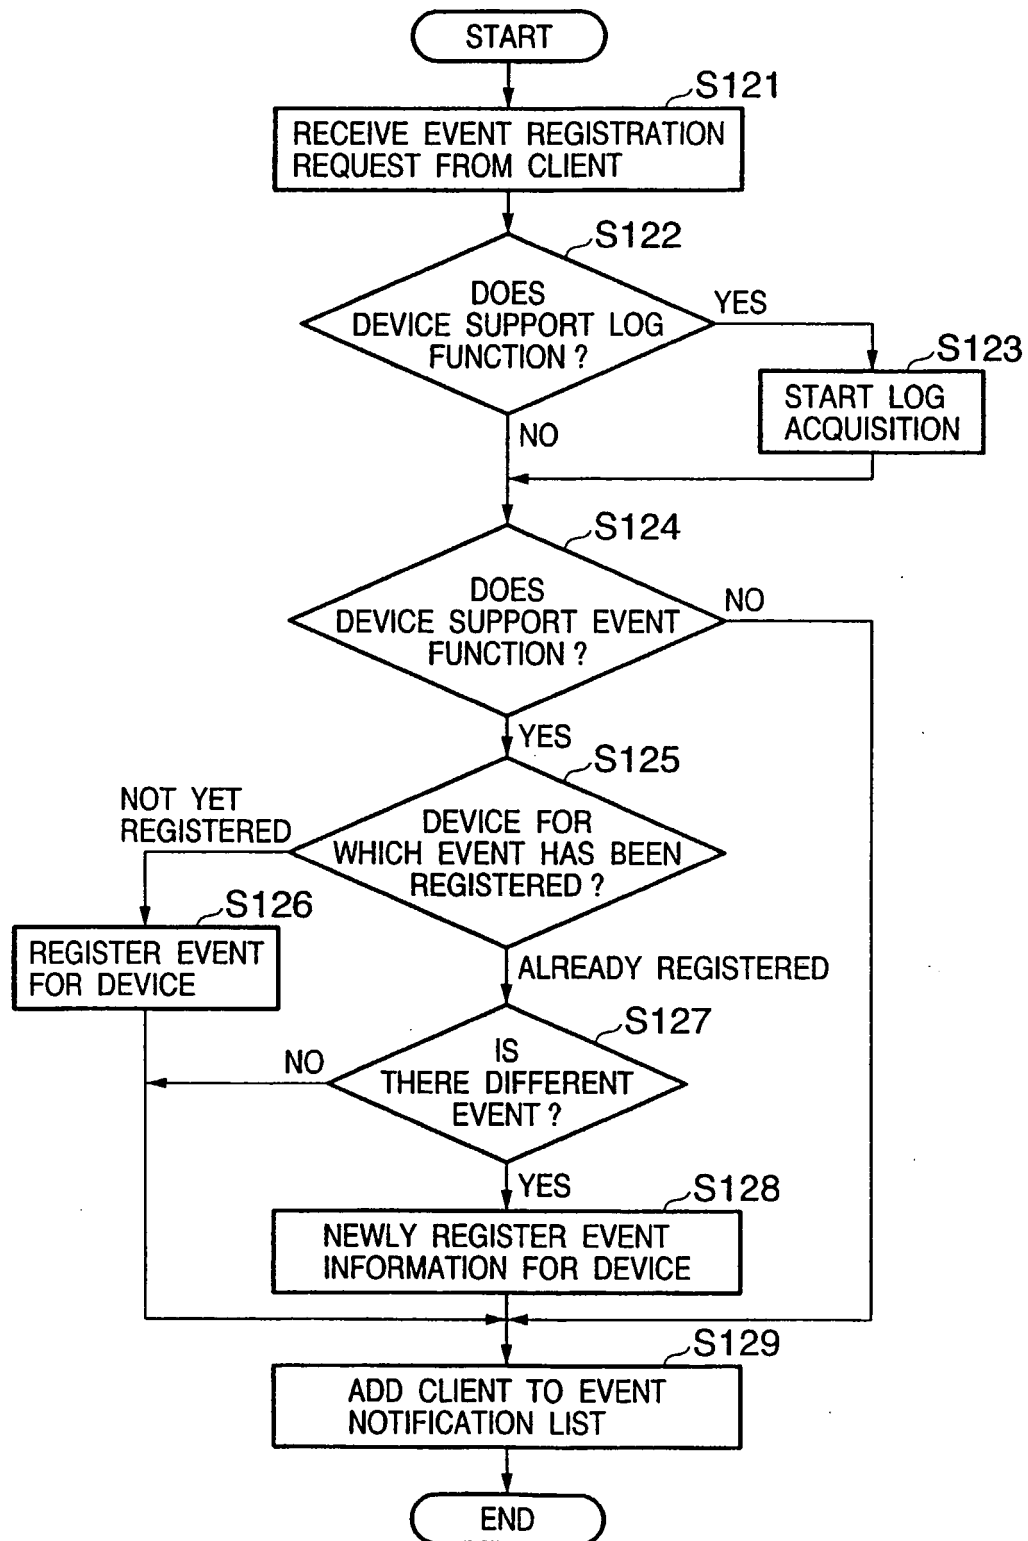 START
S121
RECEIVE EVENT REGISTRATION
REQUEST FROM CLIENT
S122
DOES
DEVICE SUPPORT LOG
FUNCTION ?
YES
S123
START LOG
ACQUISITION
NO
S124
DOES
DEVICE SUPPORT EVENT
FUNCTION ?
NO
YES
S125
DEVICE FOR
WHICH EVENT HAS BEEN
REGISTERED ?
NOT YET
REGISTERED
S126
REGISTER EVENT
FOR DEVICE
ALREADY REGISTERED
S127
IS
THERE DIFFERENT
EVENT ?
NO
YES
S128
NEWLY REGISTER EVENT
INFORMATION FOR DEVICE
S129
ADD CLIENT TO EVENT
NOTIFICATION LIST
END